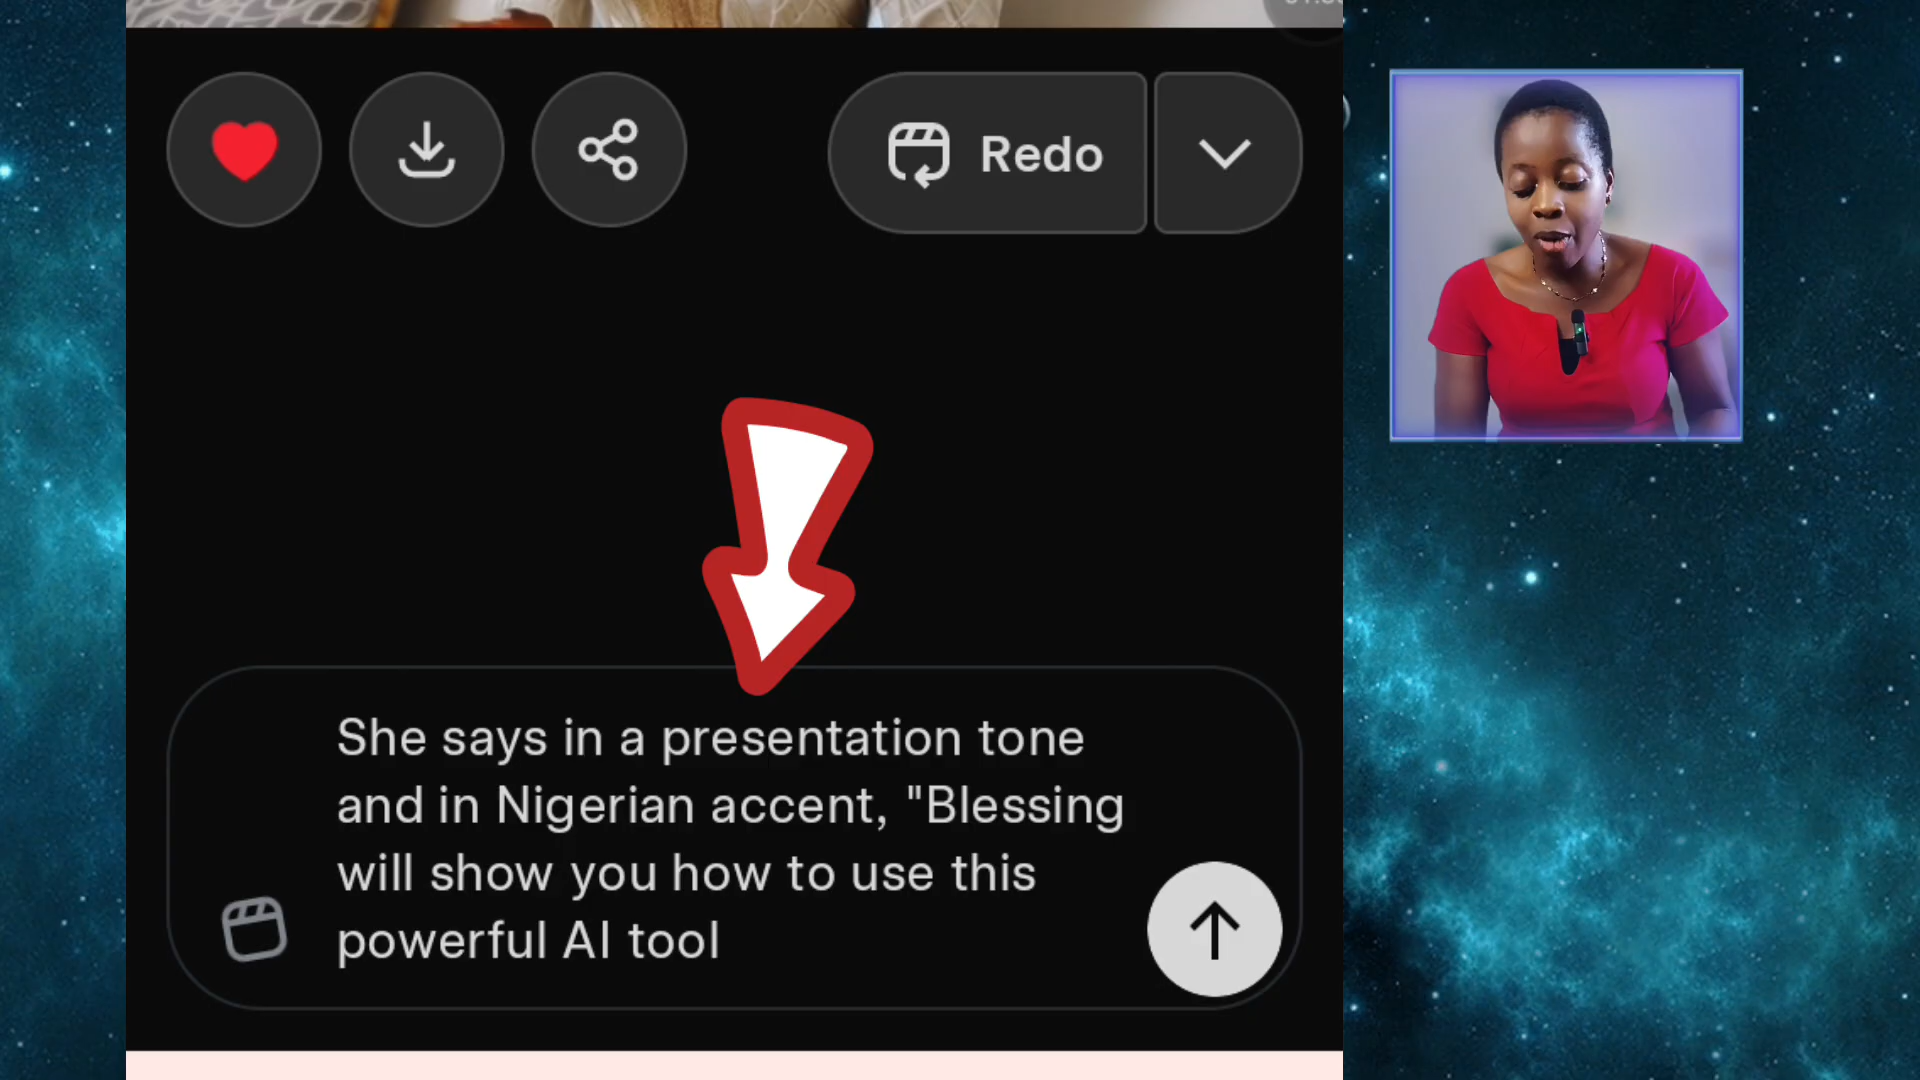 Redo
She says in a presentation tone
and in Nigerian accent, "Blessing
will show you how to use this
powerful AI tool